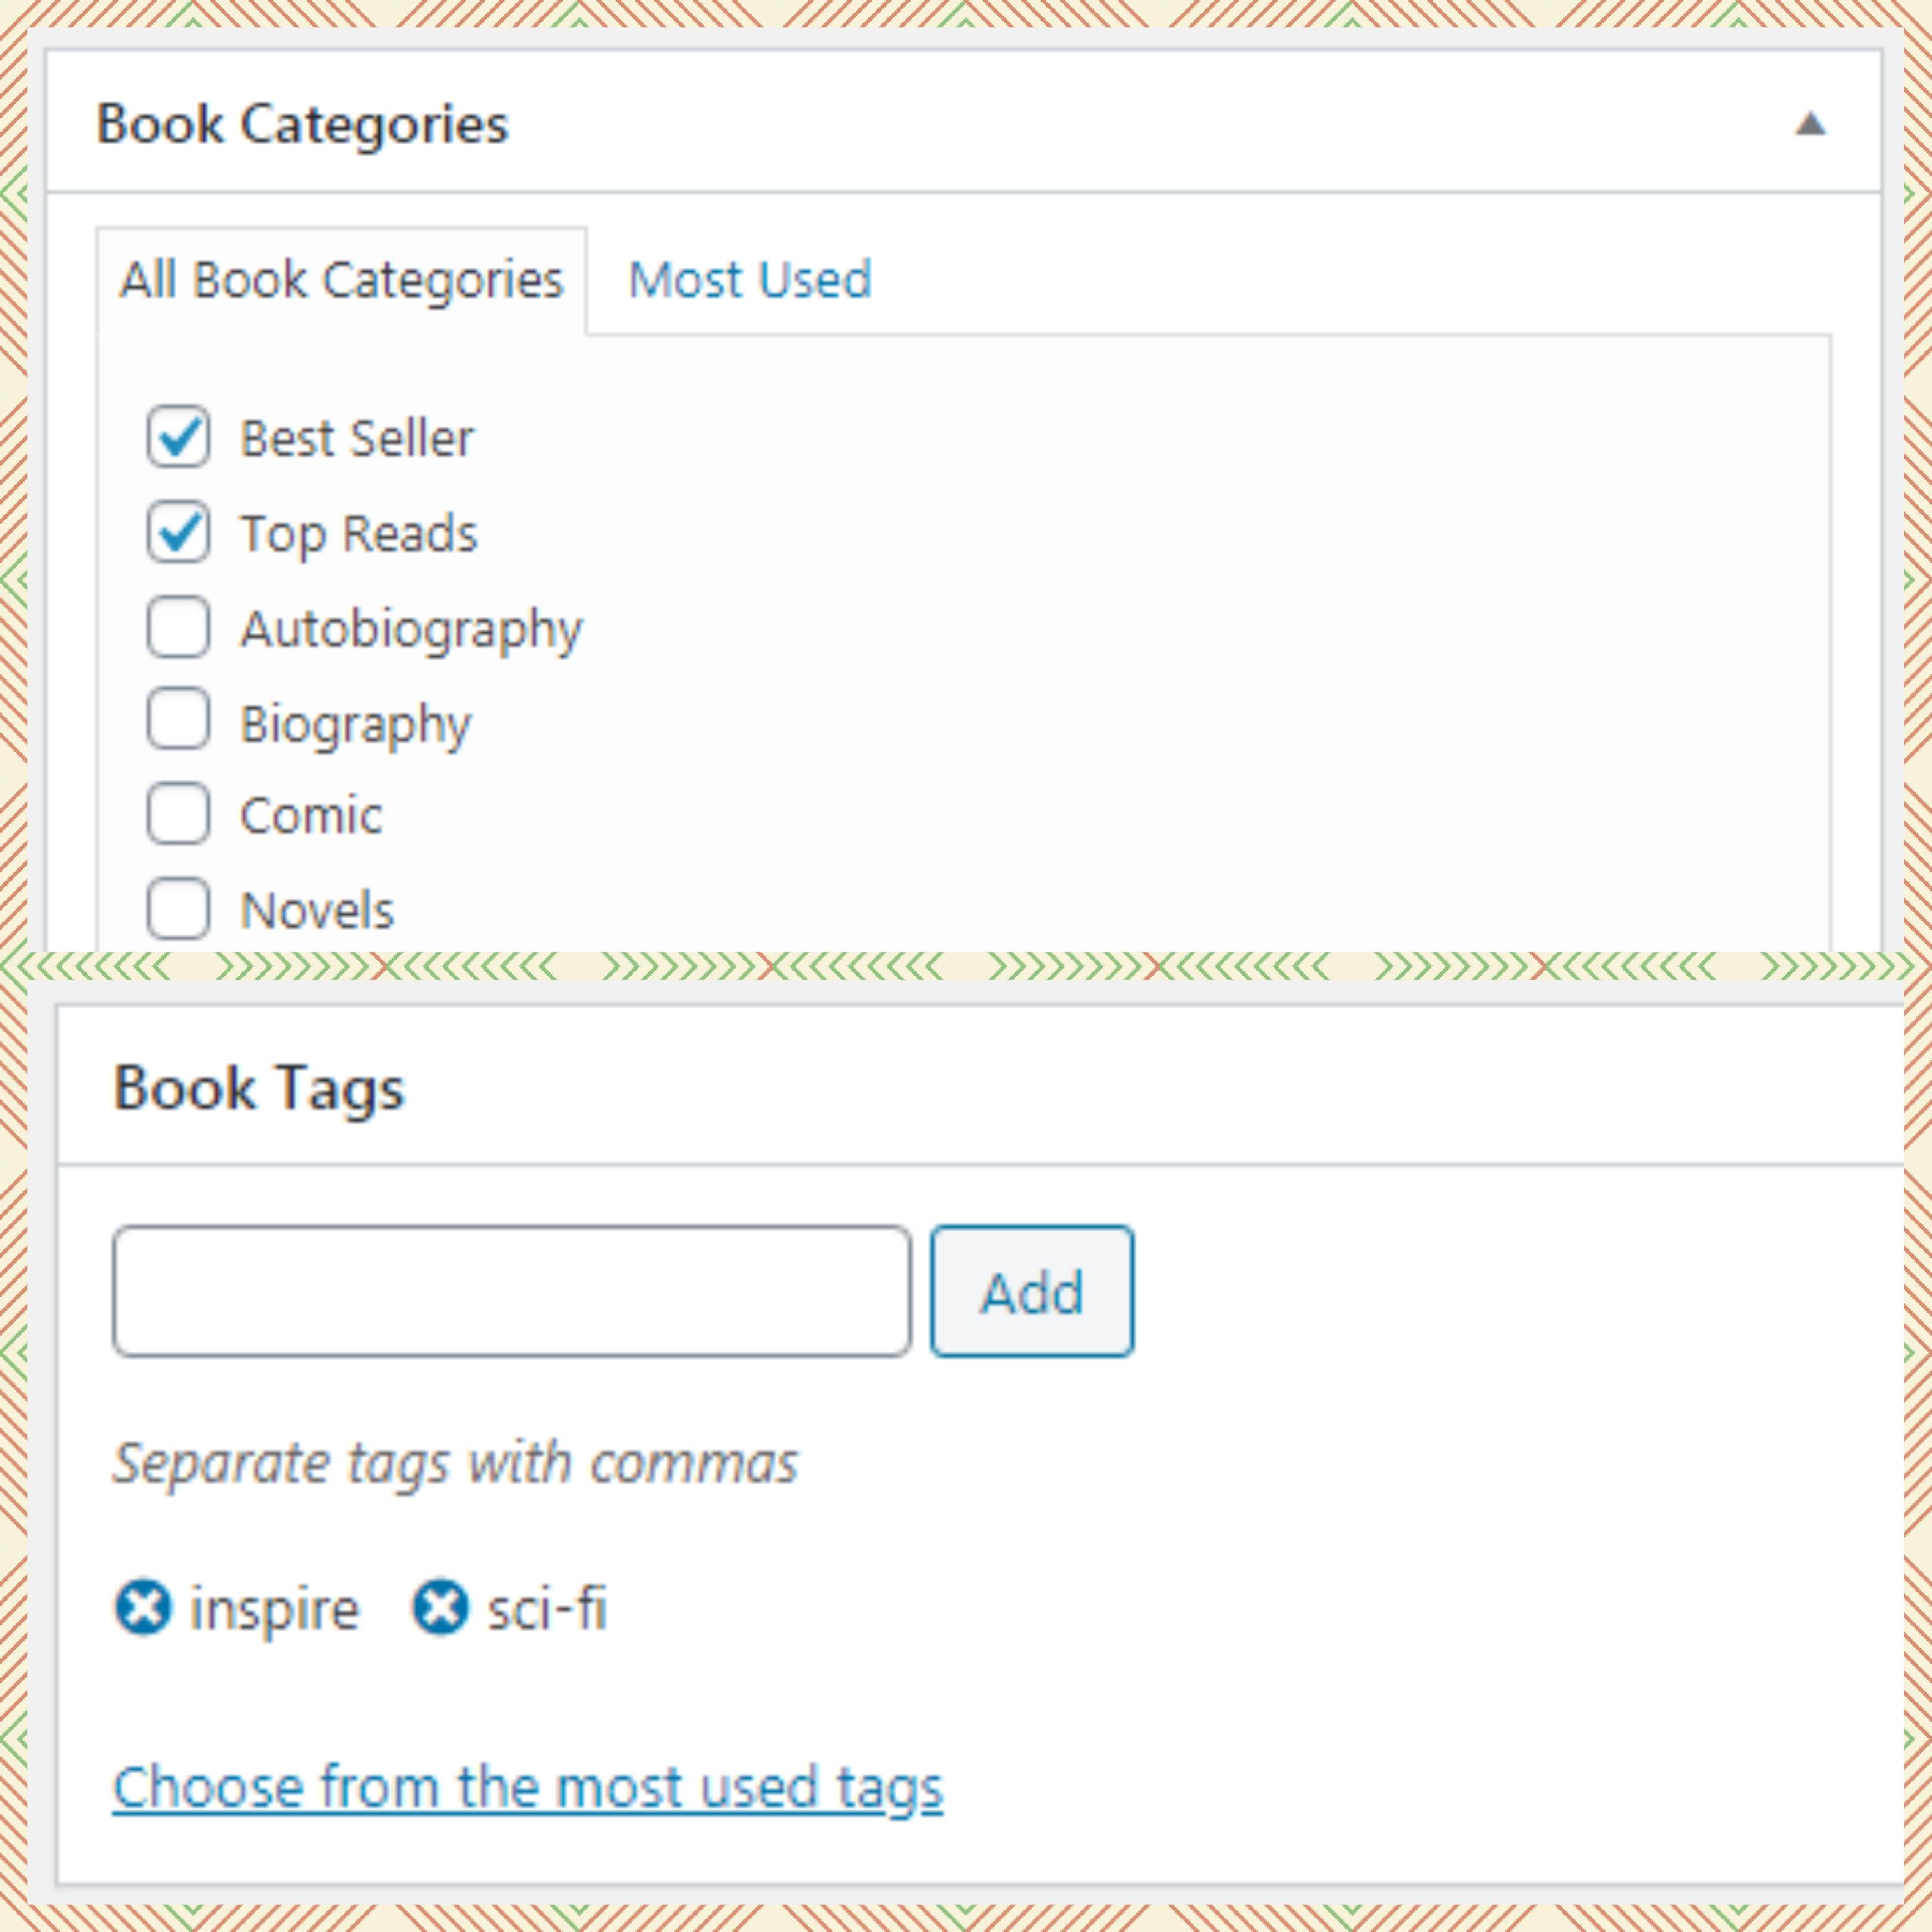 Book Categories
All Book Categories Most Used
Best Seller
Top Reads
Autobiography
Biography
Comic
Novels
Book Tags
Add
Separate tags with commas
inspire sci-fi
Choose from the most used tags